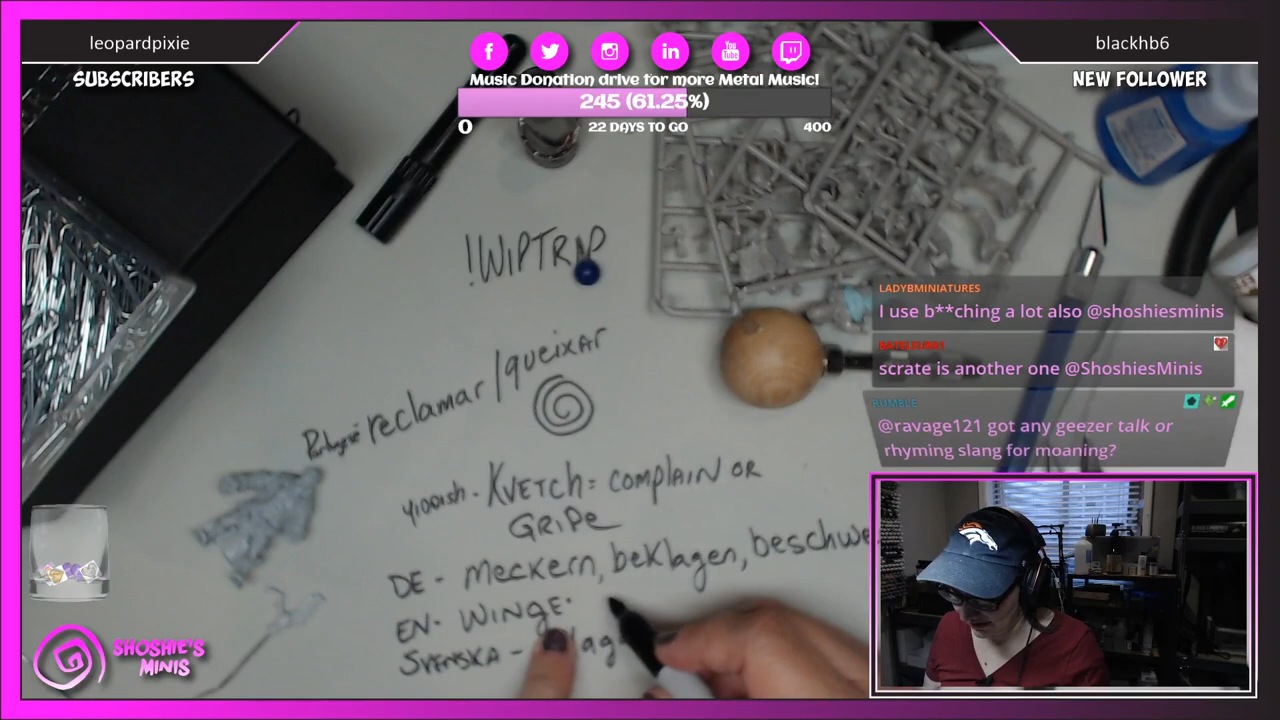 leopardpixie
SUBSCRIBERS
Music Donation drive for more Metal Music!
245 (61.25%)
0
22 DAYS TO GO
400
blackhb6
NEW FOLLOWER
!WIPTRND
Portuguesé reclamar/queixar
YIDDISH - KVETCH = COMPLAIN OR
GRIPE
DE - Meckern, beklagen, beschwe
EN - WINGE.
SVENSKA -
LADYBMINIATURES
I use b**ching a lot also @shoshiesminis
scrate is another one @ShoshiesMinis
RUMBLE
@ravage121 got any geezer talk or
rhyming slang for moaning?
SHOSHIE'S
MINIS